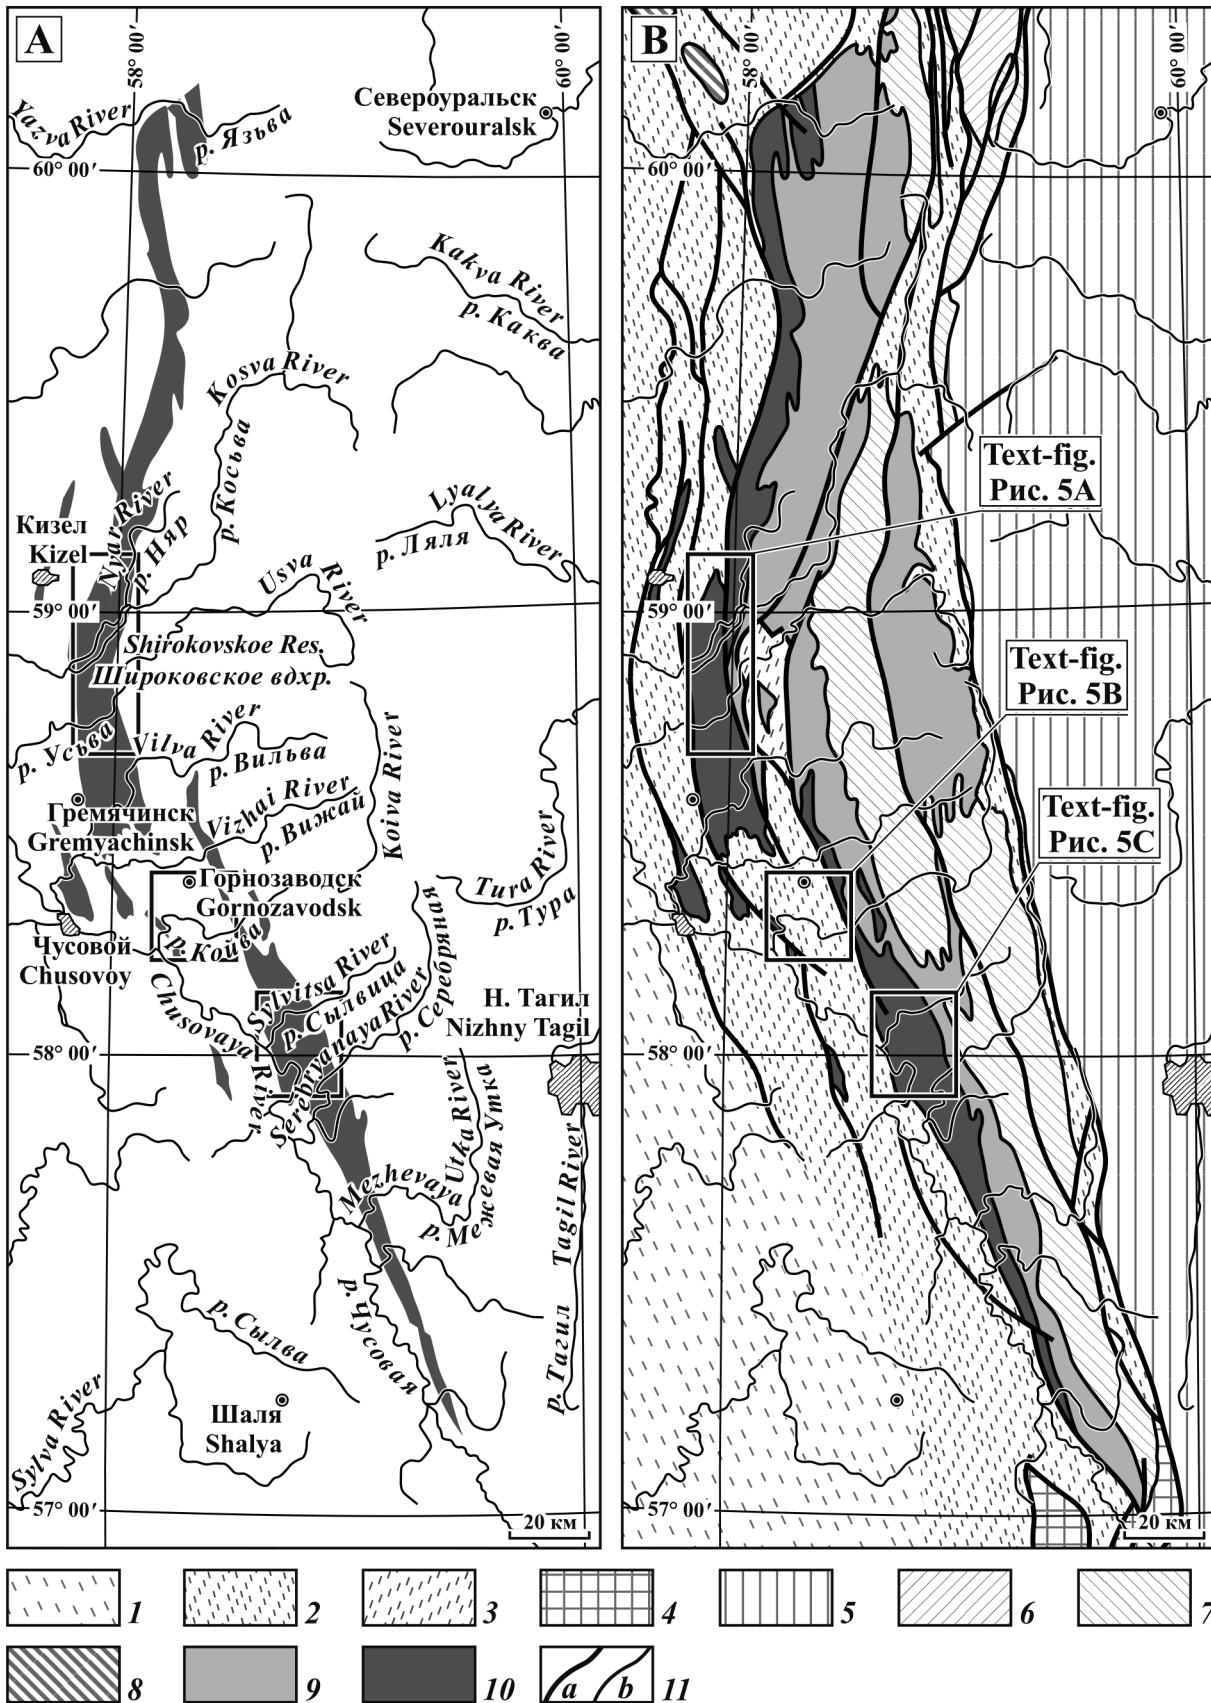 A
58° 00′
60° 00′
Североуральск
Severouralsk
Yazva River
р. Язьва
60° 00′
Kakva River
р. Каква
Kosva River
р. Косьва
Lyalya River
р. Ляля
Nyar River
р. Няр
Кизел
Kizel
Usva River
59° 00′
Shirokovskoe Res.
Широковское вдхр.
р. Усьва
Vilva River
р. Вильва
Koiva River
Гремячинск
Gremyachinsk
Vizhai River
р. Вижай
Tura River
р. Тура
Горнозаводск
Gornozavodsk
р. Койва
Чусовой
Chusovoy
Chusovaya River
Sylvitsa River
р. Сылвица
Serebryanaya River
р. Серебряная
Н. Тагил
Nizhny Tagil
58° 00′
Mezhevaya Utka River
р. Межевая Утка
Tagil River
р. Тагил
р. Чусовая
р. Сылва
Sylva River
Шаля
Shalya
57° 00′
20 км
B
58° 00′
60° 00′
60° 00′
Text-fig.
Рис. 5A
59° 00′
Text-fig.
Рис. 5B
Text-fig.
Рис. 5C
58° 00′
57° 00′
20 км
1
2
3
4
5
6
7
8
9
10
a
b
11